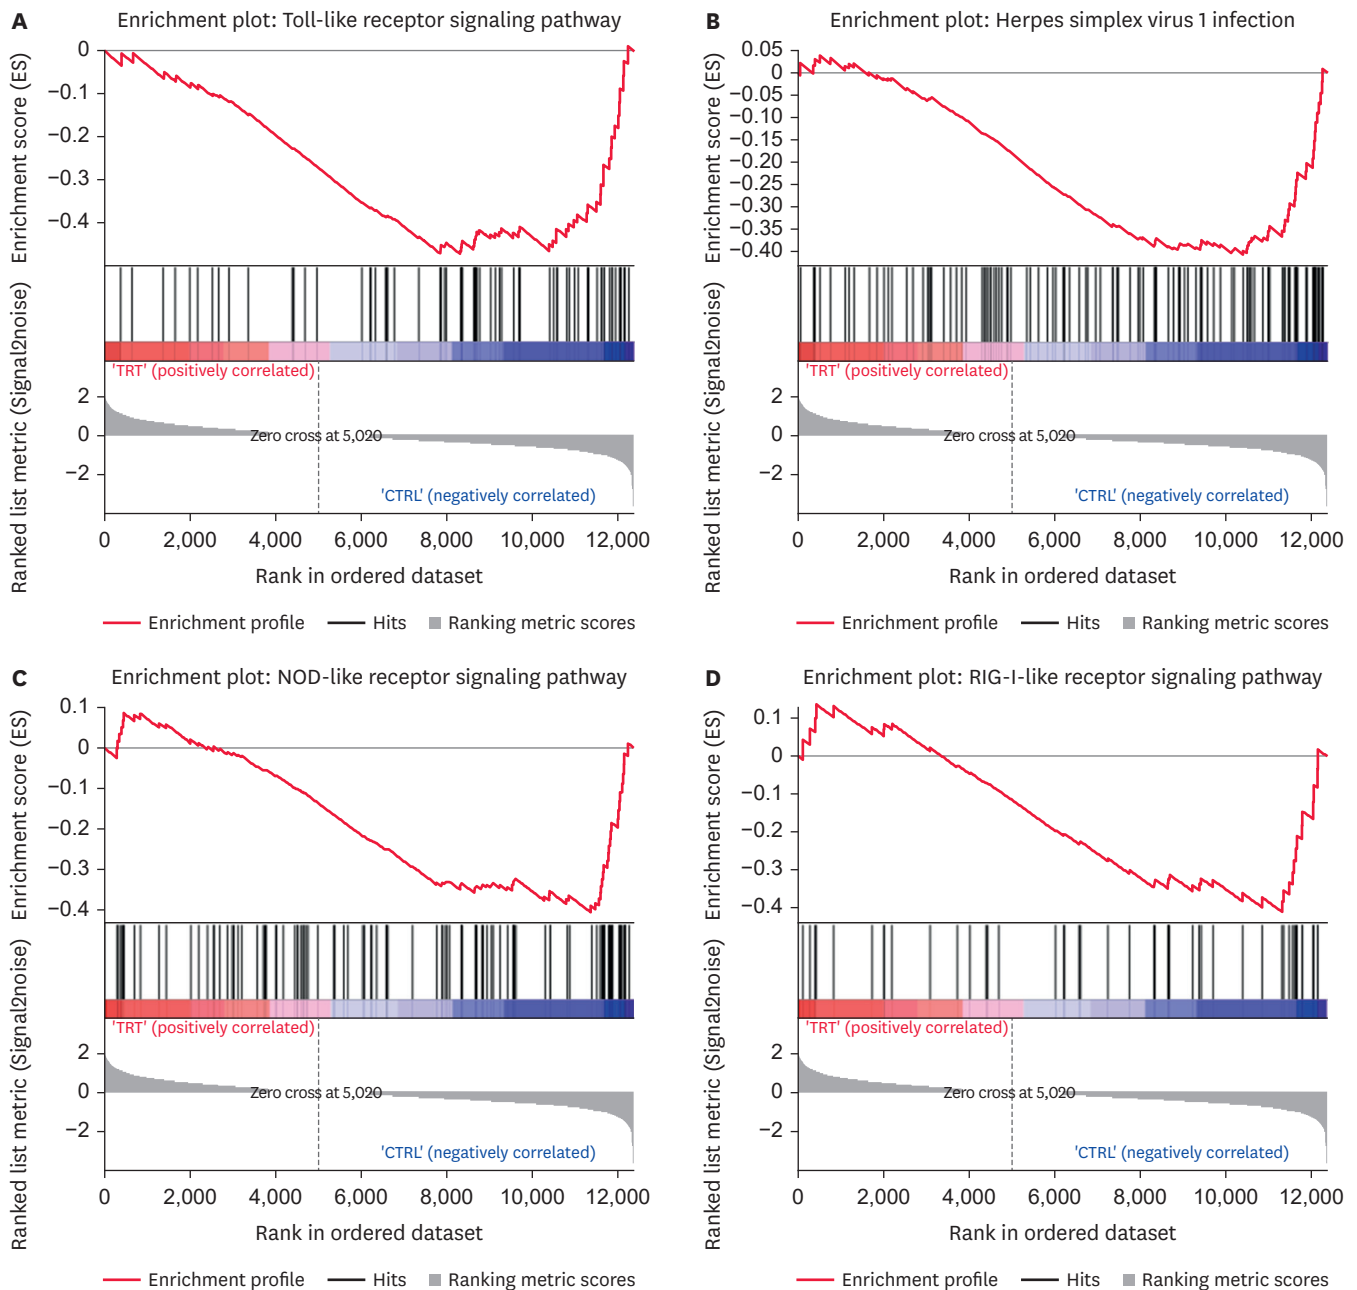 A Enrichment plot: Toll-like receptor signaling pathway
Enrichment score (ES)
0
−0.1
−0.2
−0.3
−0.4
Ranked list metric (Signal2noise)
'TRT' (positively correlated)
2
0
−2
Zero cross at 5,020
'CTRL' (negatively correlated)
0 2,000 4,000 6,000 8,000 10,000 12,000
Rank in ordered dataset
Enrichment profile Hits Ranking metric scores
B Enrichment plot: Herpes simplex virus 1 infection
Enrichment score (ES)
0.05
0
−0.05
−0.10
−0.15
−0.20
−0.25
−0.30
−0.35
−0.40
Ranked list metric (Signal2noise)
'TRT' (positively correlated)
2
0
−2
Zero cross at 5,020
'CTRL' (negatively correlated)
0 2,000 4,000 6,000 8,000 10,000 12,000
Rank in ordered dataset
Enrichment profile Hits Ranking metric scores
C Enrichment plot: NOD-like receptor signaling pathway
Enrichment score (ES)
0.1
0
−0.1
−0.2
−0.3
−0.4
Ranked list metric (Signal2noise)
'TRT' (positively correlated)
2
0
−2
Zero cross at 5,020
'CTRL' (negatively correlated)
0 2,000 4,000 6,000 8,000 10,000 12,000
Rank in ordered dataset
Enrichment profile Hits Ranking metric scores
D Enrichment plot: RIG-I-like receptor signaling pathway
Enrichment score (ES)
0.1
0
−0.1
−0.2
−0.3
−0.4
Ranked list metric (Signal2noise)
'TRT' (positively correlated)
2
0
−2
Zero cross at 5,020
'CTRL' (negatively correlated)
0 2,000 4,000 6,000 8,000 10,000 12,000
Rank in ordered dataset
Enrichment profile Hits Ranking metric scores